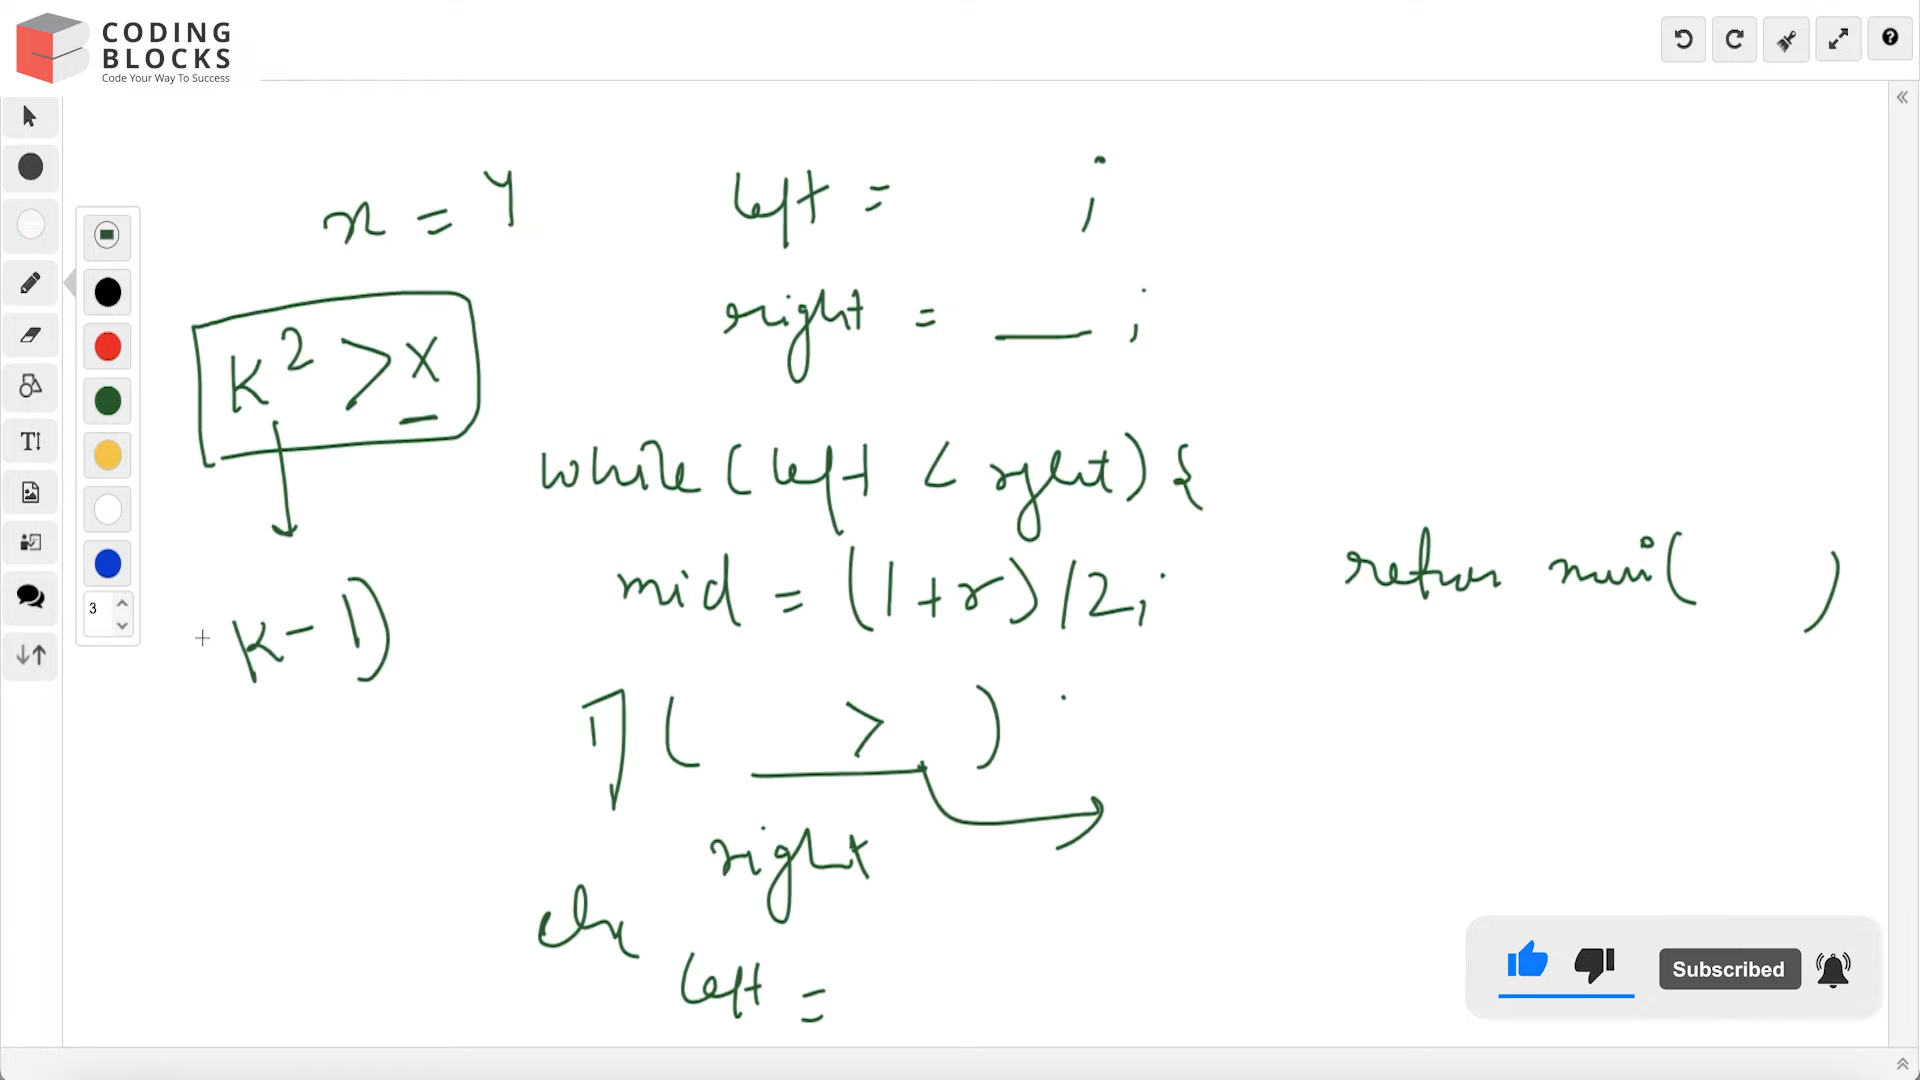 CODING
BLOCKS
Code Your Way To Success
x = 4
left = ;
right = __ ;
K² > X
while (left < right) {
mid = (l+r)/2;
return min( )
K-1)
if ( > )
right
else
left =
T
3
Subscribed